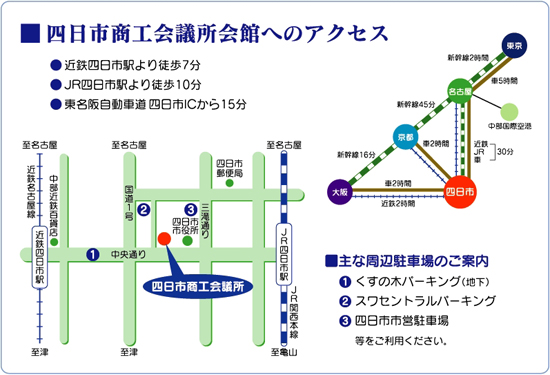 ■四日市商工会議所会館へのアクセス
●近鉄四日市駅より徒歩7分
●JR四日市駅より徒歩10分
●東名阪自動車道 四日市ICから15分
至名古屋
至名古屋
至名古屋
近鉄名古屋線
中部近鉄百貨店
国道1号
四日市郵便局
三滝通り
2
3
四日市市役所
近鉄四日市駅
1
中央通り
JR四日市駅
四日市商工会議所
JR関西本線
至津
至津
至亀山
東京
新幹線2時間
車5時間
名古屋
新幹線45分
中部国際空港
京都
車2時間
近鉄
JR
車
30分
新幹線16分
大阪
車2時間
近鉄2時間
四日市
■主な周辺駐車場のご案内
1 くすの木パーキング(地下)
2 スワセントラルパーキング
3 四日市市営駐車場
等をご利用ください。